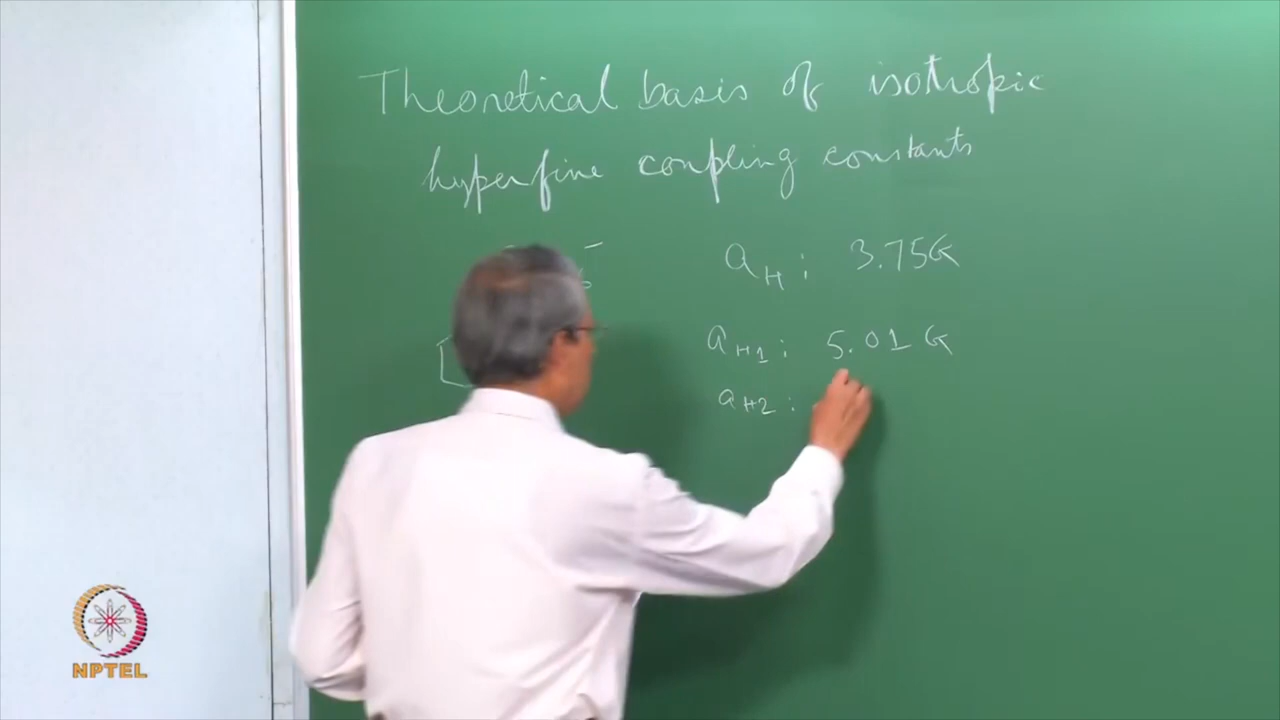 Theoretical basis of isotropic
hyperfine coupling constants
aH : 3.75G
aH1 : 5.01 G
aH2 :
NPTEL